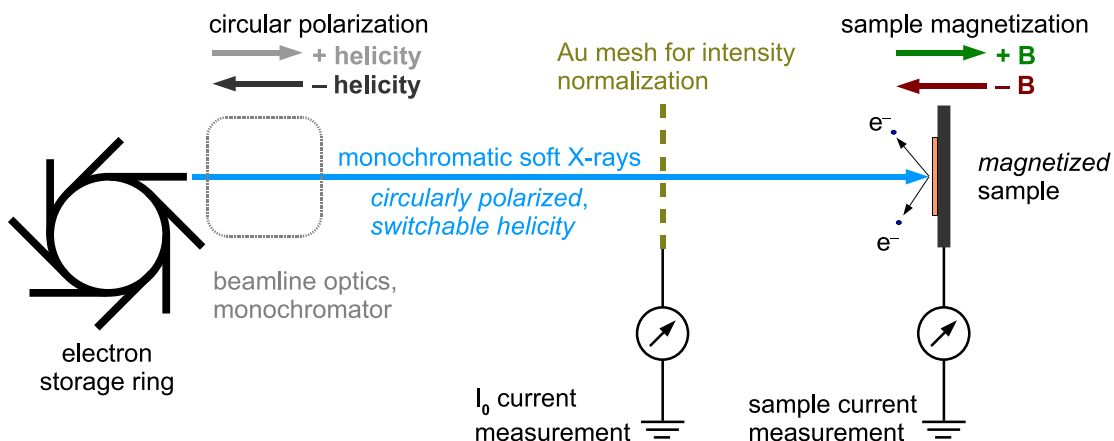 circular polarization
+ helicity
– helicity
sample magnetization
+ B
– B
Au mesh for intensity
normalization
e–
monochromatic soft X-rays
circularly polarized,
switchable helicity
magnetized
sample
e–
beamline optics,
monochromator
electron
storage ring
I0 current
measurement
sample current
measurement